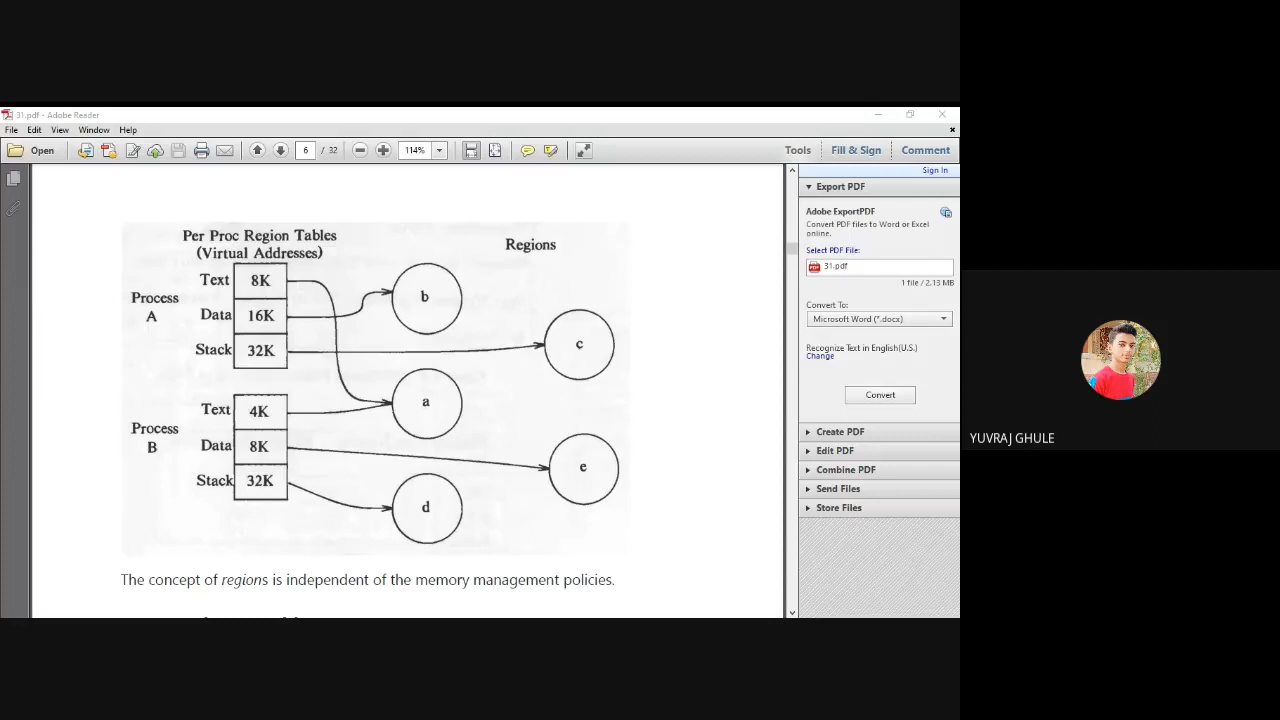 31.pdf - Adobe Reader
File Edit View Window Help
Open 6 / 32 114% Tools Fill & Sign Comment
Sign In
Export PDF
Adobe ExportPDF
Convert PDF files to Word or Excel
online.
Select PDF File:
31.pdf
1 file / 2.13 MB
Convert To:
Microsoft Word (*.docx)
Recognize Text in English(U.S.)
Change
Convert
Create PDF
Edit PDF
Combine PDF
Send Files
Store Files
Per Proc Region Tables
(Virtual Addresses)
Regions
Process
A
Text 8K
Data 16K
Stack 32K
b
c
a
Process
B
Text 4K
Data 8K
Stack 32K
e
d
The concept of regions is independent of the memory management policies.
YUVRAJ GHULE